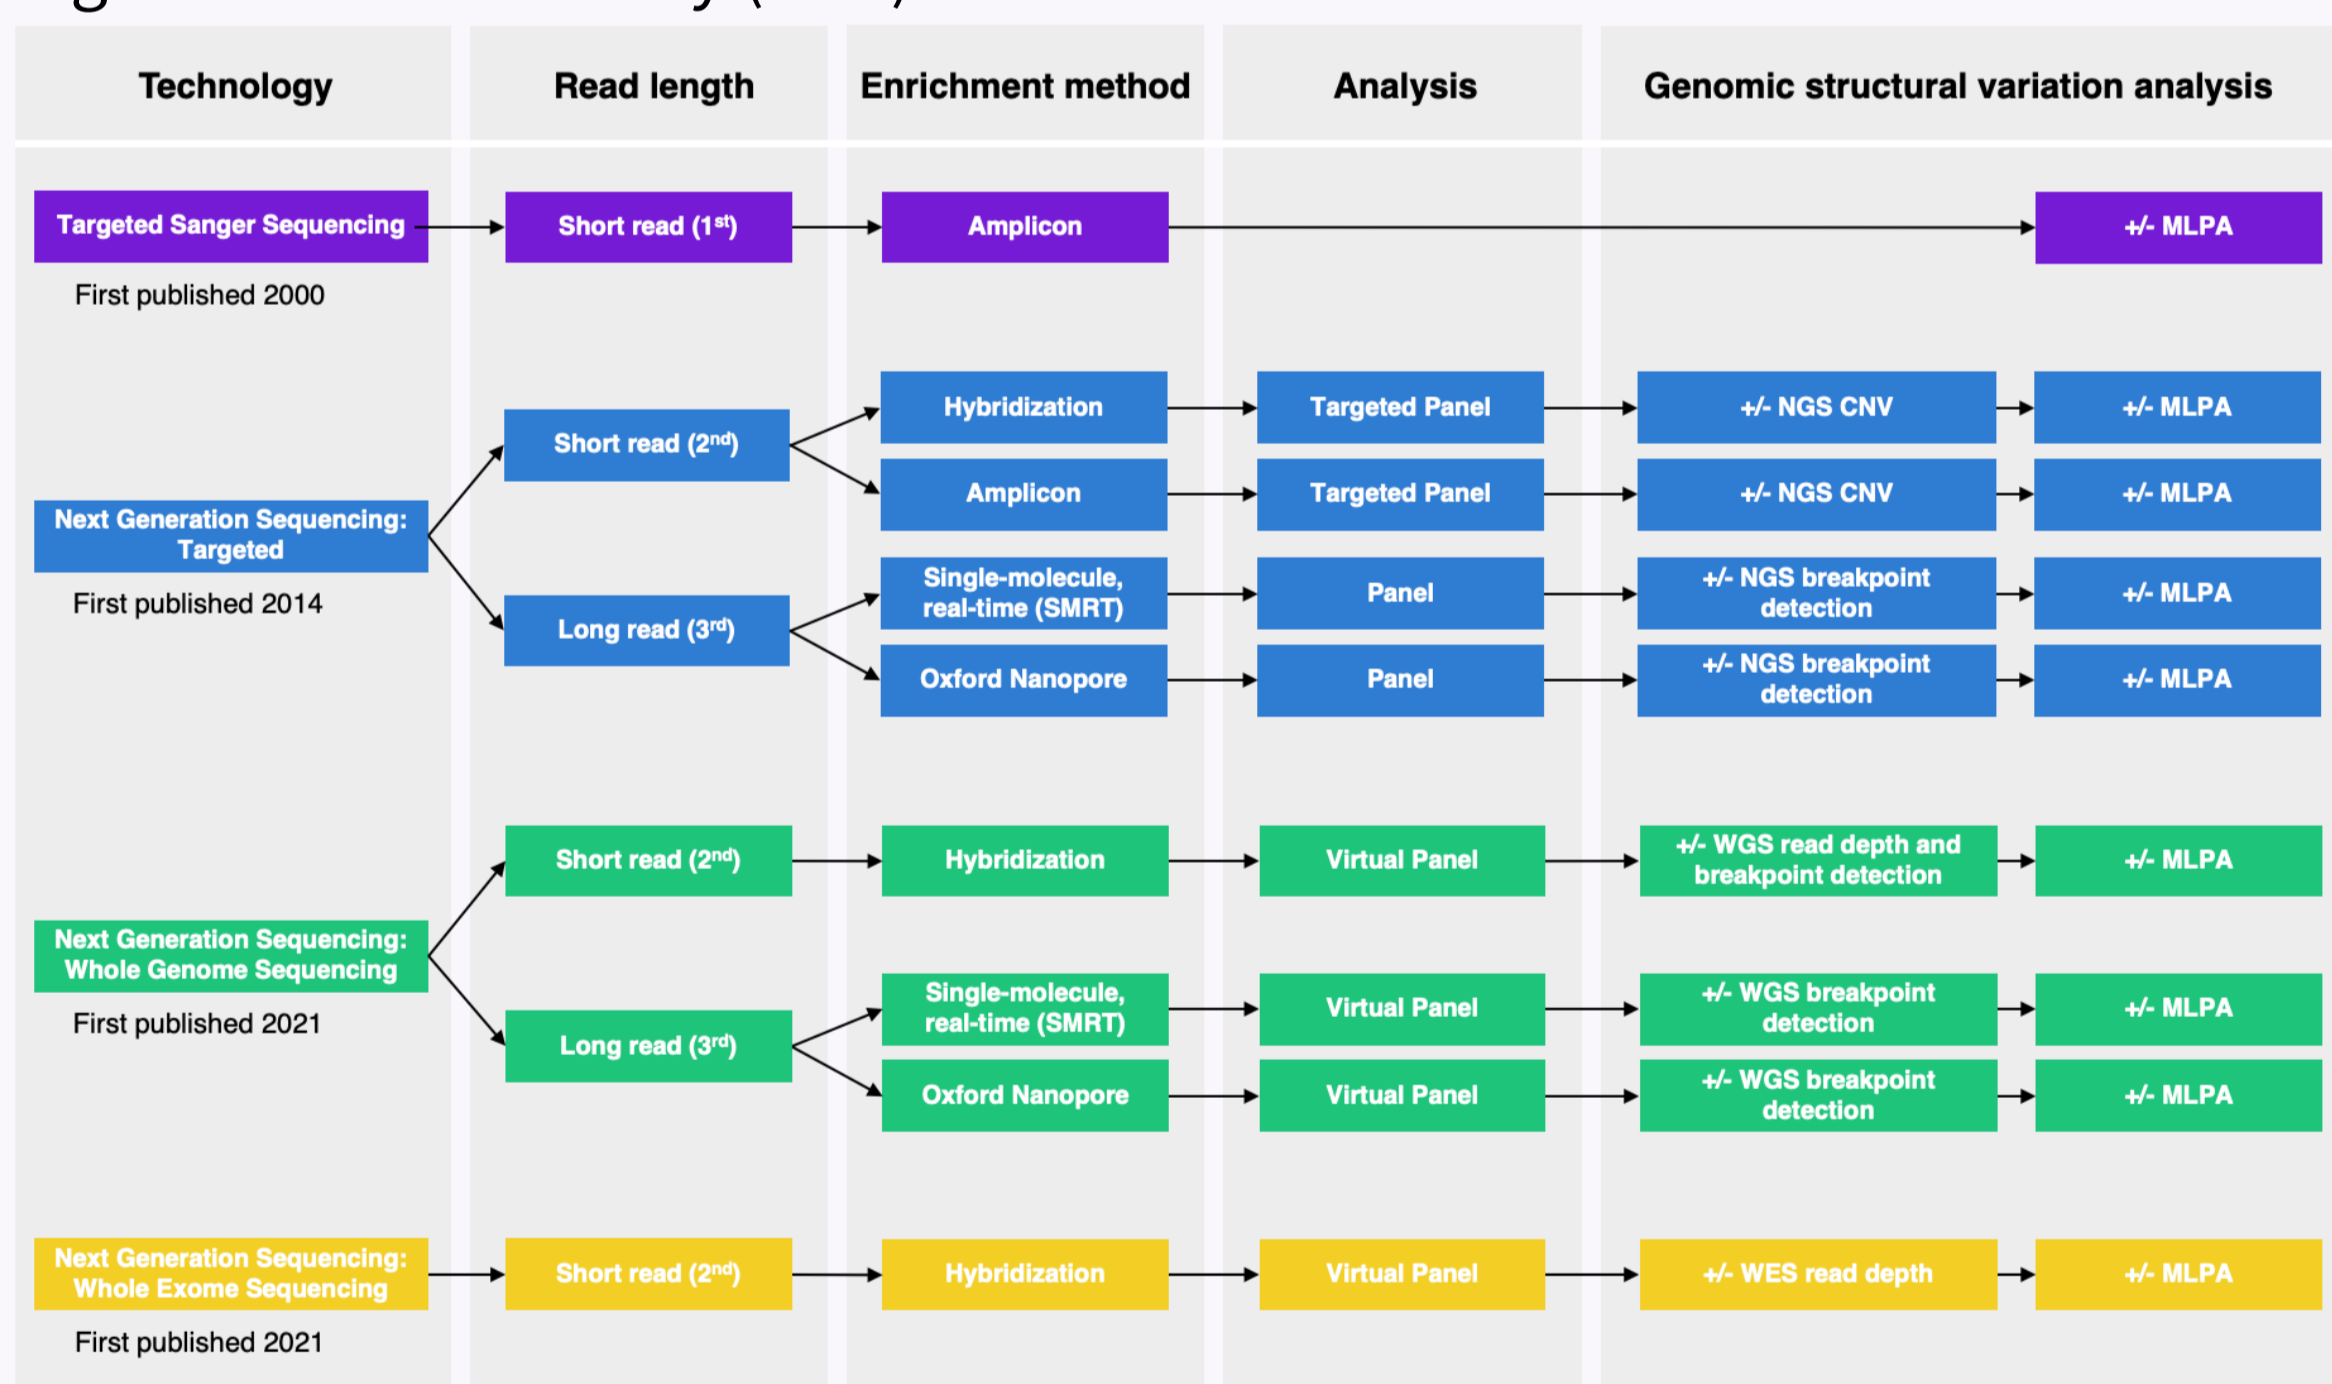 Technology
Read length
Enrichment method
Analysis
Genomic structural variation analysis
Targeted Sanger Sequencing
Short read (1st)
Amplicon
+/- MLPA
First published 2000
Next Generation Sequencing:
Targeted
First published 2014
Short read (2nd)
Hybridization
Targeted Panel
+/- NGS CNV
+/- MLPA
Amplicon
Targeted Panel
+/- NGS CNV
+/- MLPA
Long read (3rd)
Single-molecule,
real-time (SMRT)
Panel
+/- NGS breakpoint
detection
+/- MLPA
Oxford Nanopore
Panel
+/- NGS breakpoint
detection
+/- MLPA
Next Generation Sequencing:
Whole Genome Sequencing
First published 2021
Short read (2nd)
Hybridization
Virtual Panel
+/- WGS read depth and
breakpoint detection
+/- MLPA
Long read (3rd)
Single-molecule,
real-time (SMRT)
Virtual Panel
+/- WGS breakpoint
detection
+/- MLPA
Oxford Nanopore
Virtual Panel
+/- WGS breakpoint
detection
+/- MLPA
Next Generation Sequencing:
Whole Exome Sequencing
Short read (2nd)
Hybridization
Virtual Panel
+/- WES read depth
+/- MLPA
First published 2021